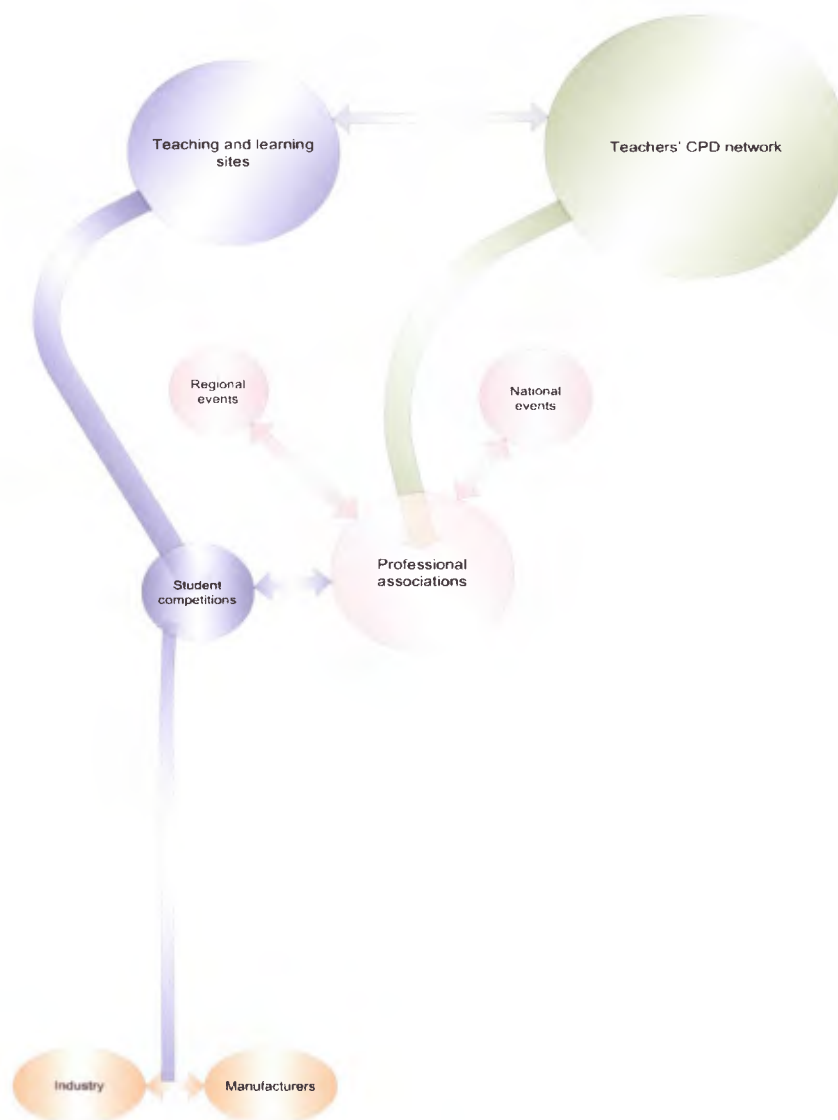 Teaching and learning
sites
Teachers' CPD network
Regional
events
National
events
Professional
associations
Student
competitions
Industry
Manufacturers